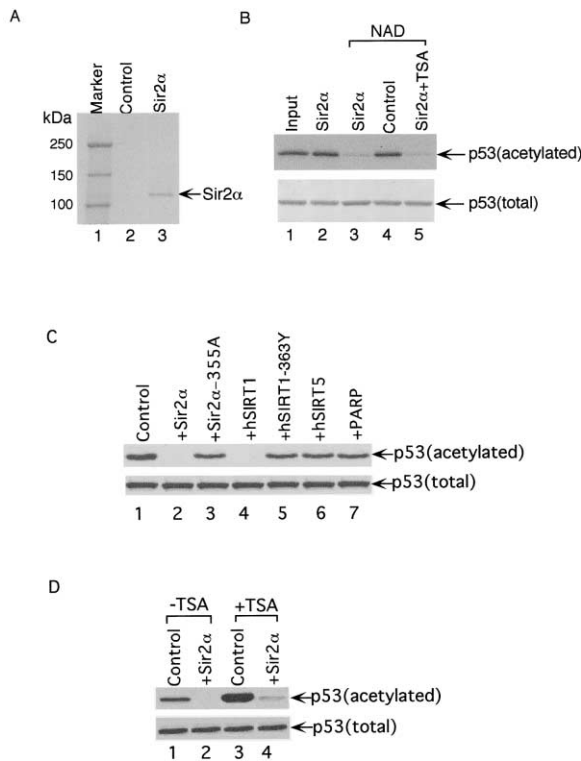 A
Marker
Control
Sir2α
kDa
250
150
100
Sir2α
1 2 3
B
NAD
Input
Sir2α
Sir2α
Control
Sir2α+TSA
p53(acetylated)
p53(total)
1 2 3 4 5
C
Control
+Sir2α
+Sir2α-355A
+hSIRT1
+hSIRT1-363Y
+hSIRT5
+PARP
p53(acetylated)
p53(total)
1 2 3 4 5 6 7
D
-TSA +TSA
Control
+Sir2α
Control
+Sir2α
p53(acetylated)
p53(total)
1 2 3 4